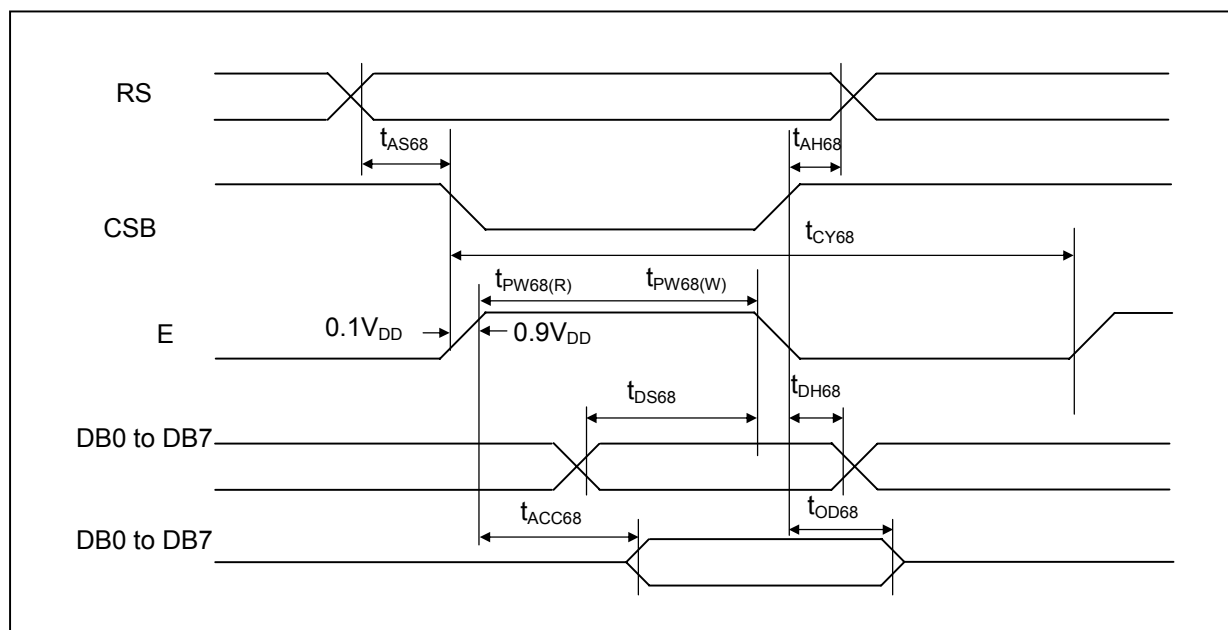 RS
tAS68
tAH68
CSB
tCY68
tPW68(R) tPW68(W)
0.1VDD
0.9VDD
E
tDS68
tDH68
DB0 to DB7
tACC68
tOD68
DB0 to DB7